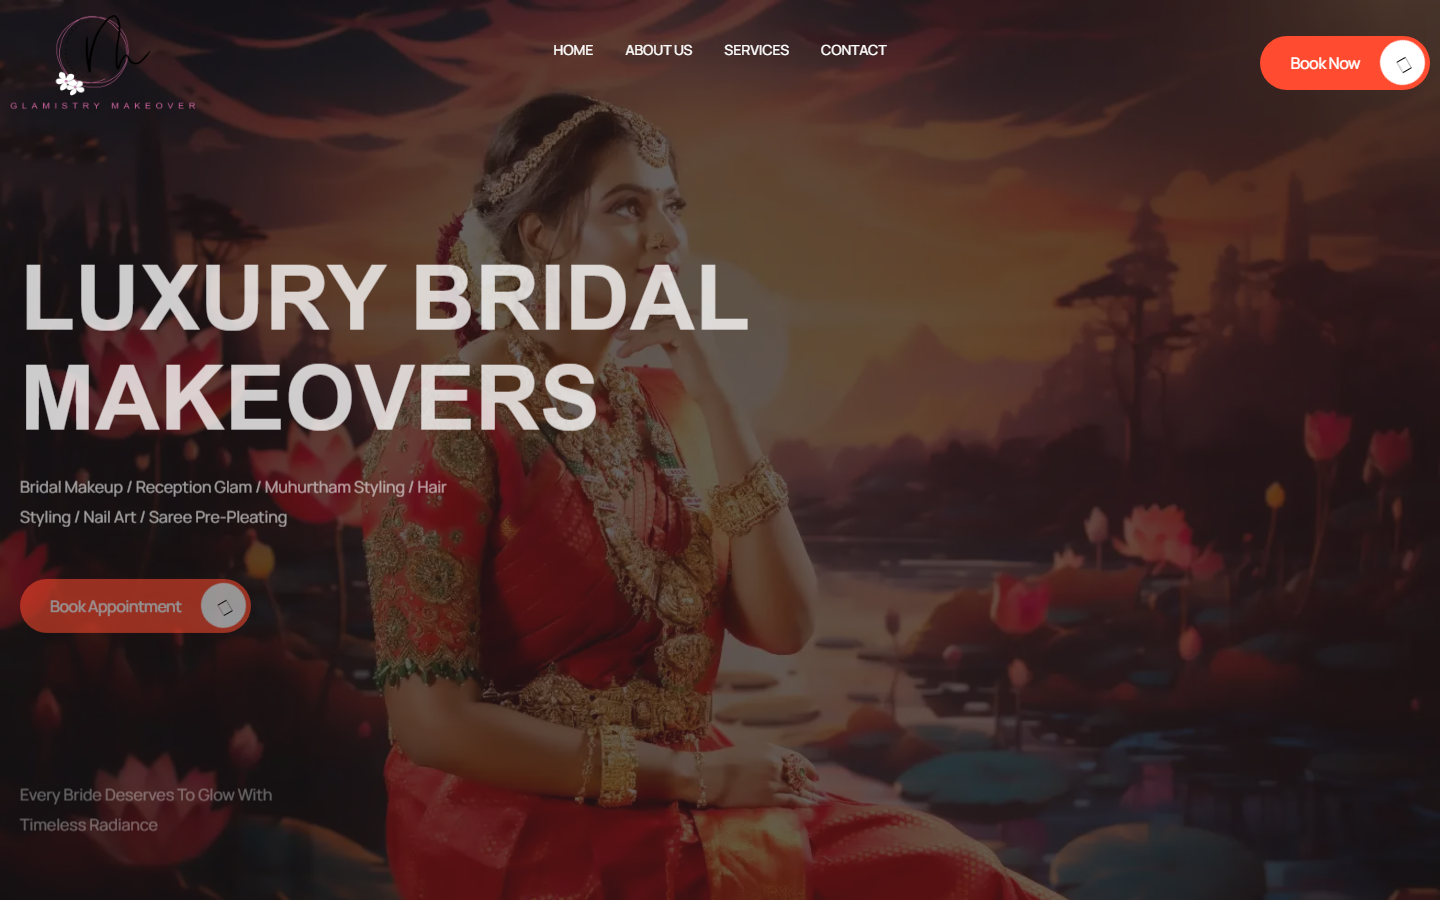 GLAMISTRY MAKEOVER
HOME ABOUT US SERVICES CONTACT
Book Now
LUXURY BRIDAL
MAKEOVERS
Bridal Makeup / Reception Glam / Muhurtham Styling / Hair
Styling / Nail Art / Saree Pre-Pleating
Book Appointment
Every Bride Deserves To Glow With
Timeless Radiance